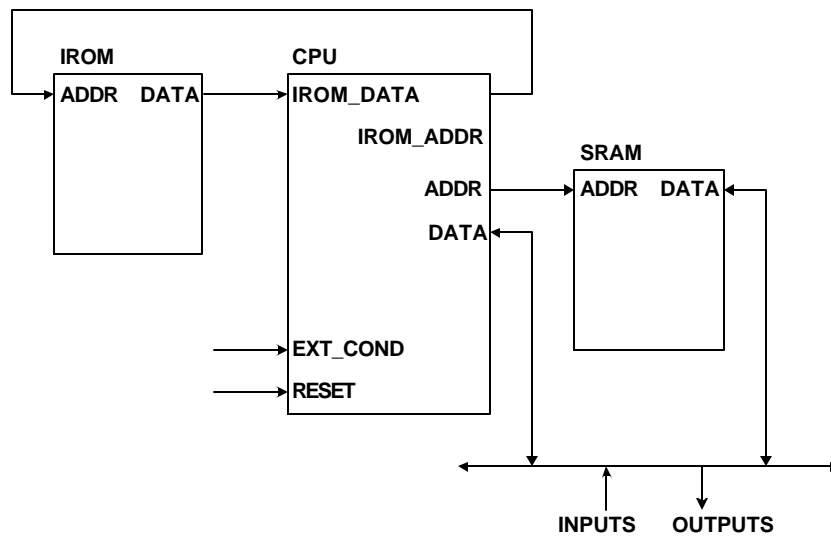 IROM
CPU
ADDR DATA
IROM_DATA
IROM_ADDR
SRAM
ADDR
ADDR DATA
DATA
EXT_COND
RESET
INPUTS
OUTPUTS